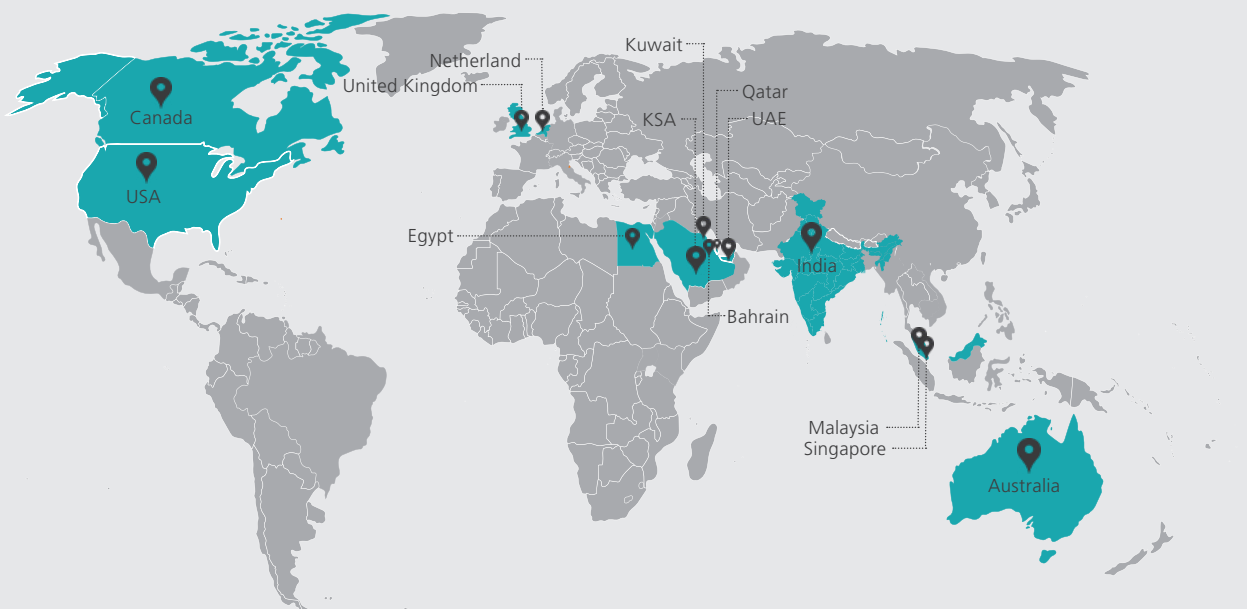 Kuwait
Netherland
United Kingdom
Qatar
KSA
UAE
Canada
USA
Egypt
India
Bahrain
Malaysia
Singapore
Australia